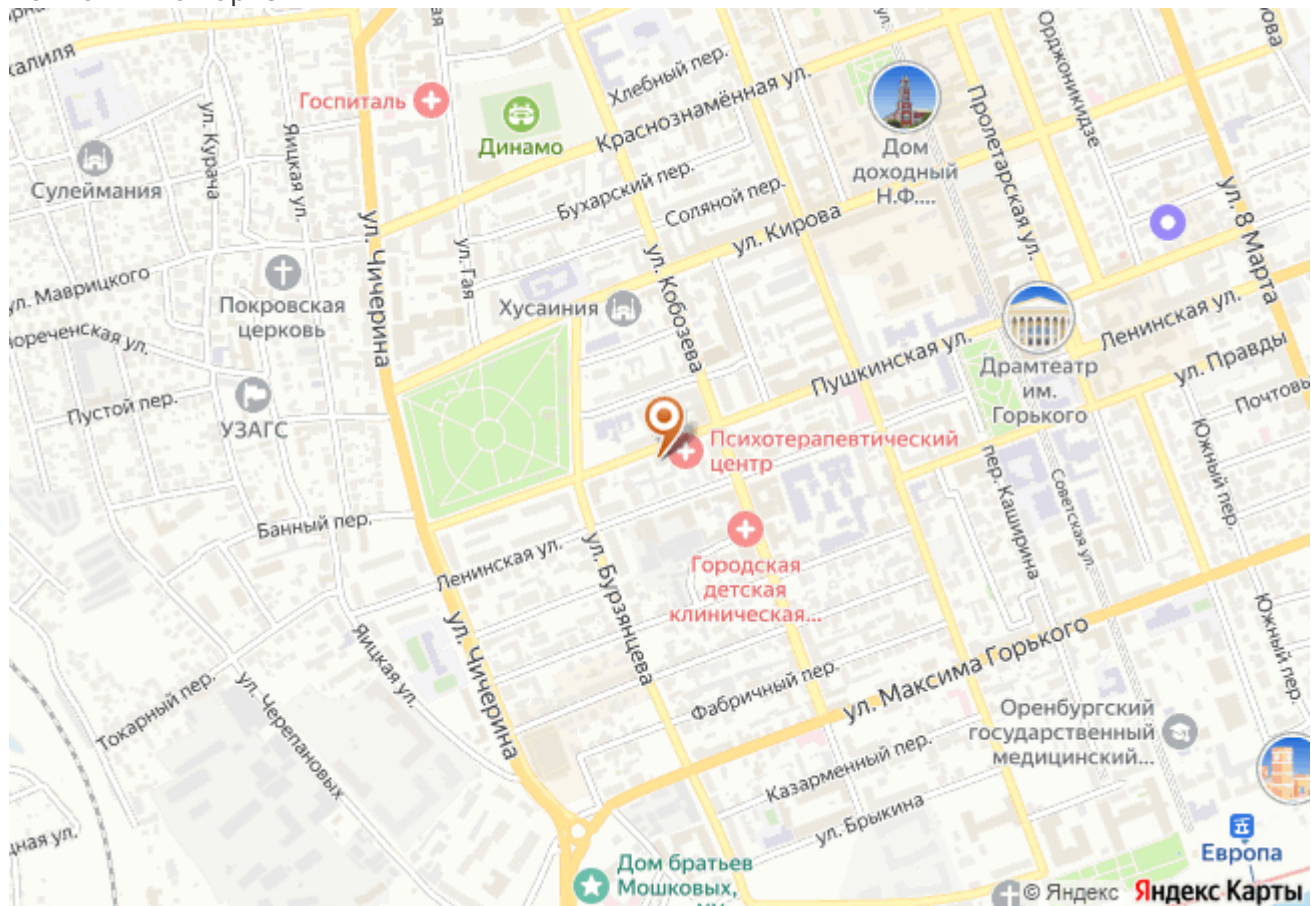 калиля
Госпиталь
Динамо
Хлебный пер.
Краснознамённая ул.
Дом
доходный
Н.Ф....
Пролетарская ул.
Орджоникидзе
ул. 8 Марта
Сулеймания
ул. Курача
Яицкая ул.
ул. Чичерина
ул. Гая
Бухарский пер.
Соляной пер.
ул. Кирова
ул. Кобозева
ул. Маврицкого
Покровская
церковь
Хусаиния
Пушкинская ул.
Драмтеатр
им.
Горького
Ленинская ул.
ул. Правды
Пустой пер.
УЗАГС
Психотерапевтический
центр
Южный пер.
пер. Каширина
Советская ул.
Банный пер.
Ленинская ул.
ул. Бурзянцева
Городская
детская
клиническая...
Яицкая ул.
ул. Чичерина
Токарный пер.
ул. Черепановых
Фабричный пер.
ул. Максима Горького
Южный пер.
Оренбургский
государственный
медицинский...
Казарменный пер.
ул. Брыкина
Европа
Дом братьев
Мошковых,
© Яндекс Яндекс Карты